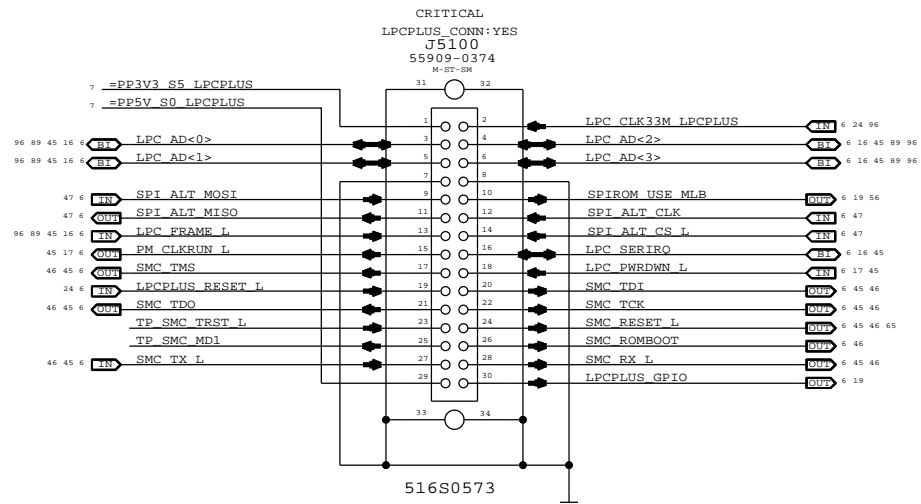 CRITICAL
LPCPLUS_CONN:YES
J5100
55909-0374
M-ST-SM
31 32
7 =PP3V3_S5_LPCPLUS
7 =PP5V_S0_LPCPLUS
1 2 LPC_CLK33M_LPCPLUS IN 6 24 96
96 89 45 16 6 BI LPC_AD<0> 3 4 LPC_AD<2> BI 6 16 45 89 96
96 89 45 16 6 BI LPC_AD<1> 5 6 LPC_AD<3> BI 6 16 45 89 96
7 8
47 6 IN SPI_ALT_MOSI 9 10 SPIROM_USE_MLB OUT 6 19 56
47 6 OUT SPI_ALT_MISO 11 12 SPI_ALT_CLK IN 6 47
96 89 45 16 6 IN LPC_FRAME_L 13 14 SPI_ALT_CS_L IN 6 47
45 17 6 OUT PM_CLKRUN_L 15 16 LPC_SERIRQ BI 6 16 45
46 45 6 OUT SMC_TMS 17 18 LPC_PWRDWN_L IN 6 17 45
24 6 IN LPCPLUS_RESET_L 19 20 SMC_TDI OUT 6 45 46
46 45 6 OUT SMC_TDO 21 22 SMC_TCK OUT 6 45 46
TP_SMC_TRST_L 23 24 SMC_RESET_L OUT 6 45 46 65
TP_SMC_MD1 25 26 SMC_ROMBOOT OUT 6 46
46 45 6 IN SMC_TX_L 27 28 SMC_RX_L OUT 6 45 46
29 30 LPCPLUS_GPIO OUT 6 19
33 34
516S0573